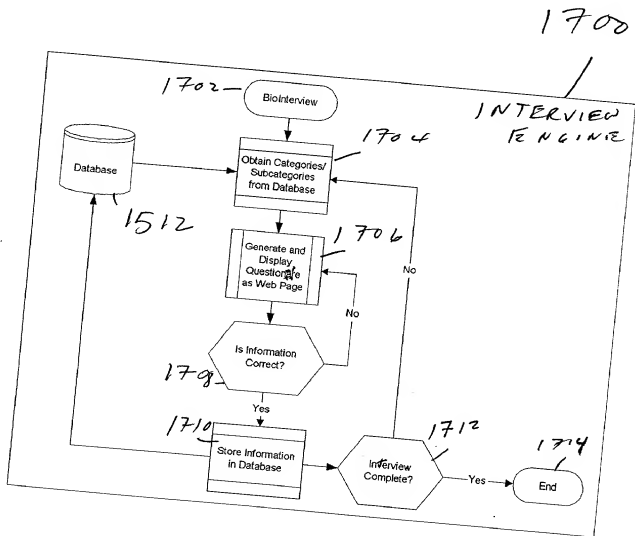 1700
INTERVIEW
ENGINE
1702
BioInterview
1704
Obtain Categories/
Subcategories
from Database
Database
1512
1706
Generate and
Display
as Web Page
No
No
Is Information
Correct?
1708
Yes
1710
Store Information
in Database
1712
Interview
Complete?
Yes
1714
End